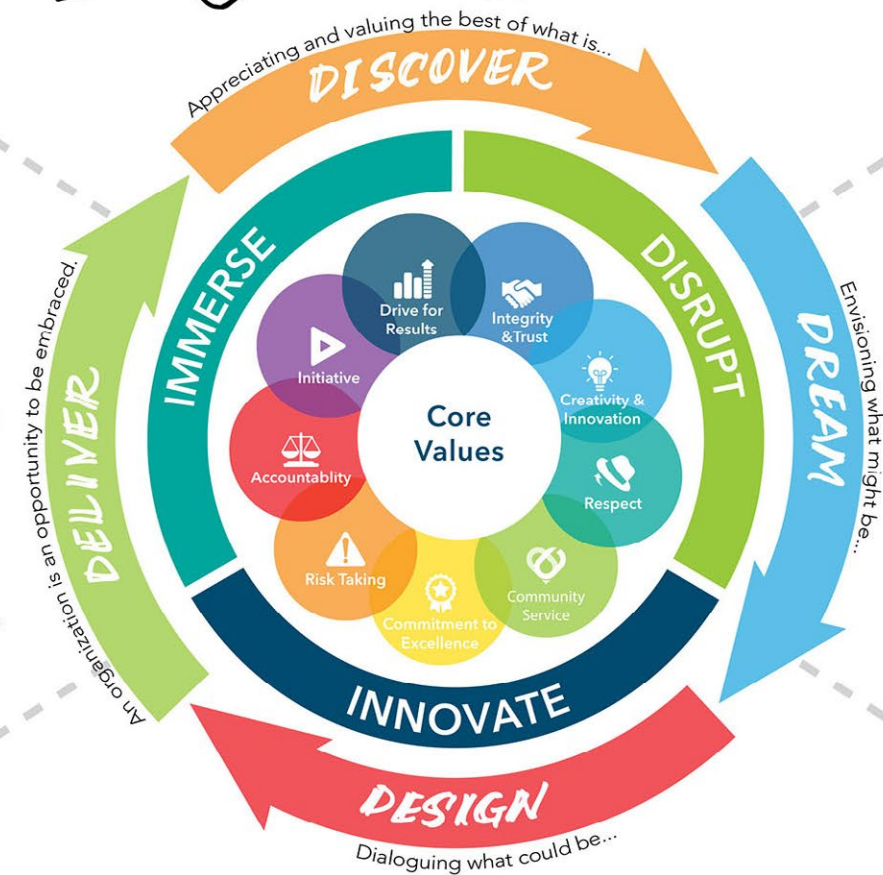 Appreciating and valuing the best of what is...
DISCOVER
IMMERSE
DISRUPT
DREAM
Envisioning what might be...
Drive for
Results
Integrity
&Trust
Initiative
Creativity &
Innovation
Core
Values
Accountablity
Respect
Risk Taking
Community
Service
Commitment to
Excellence
DELIVER
An organization is an opportunity to be embraced.
INNOVATE
DESIGN
Dialoguing what could be...